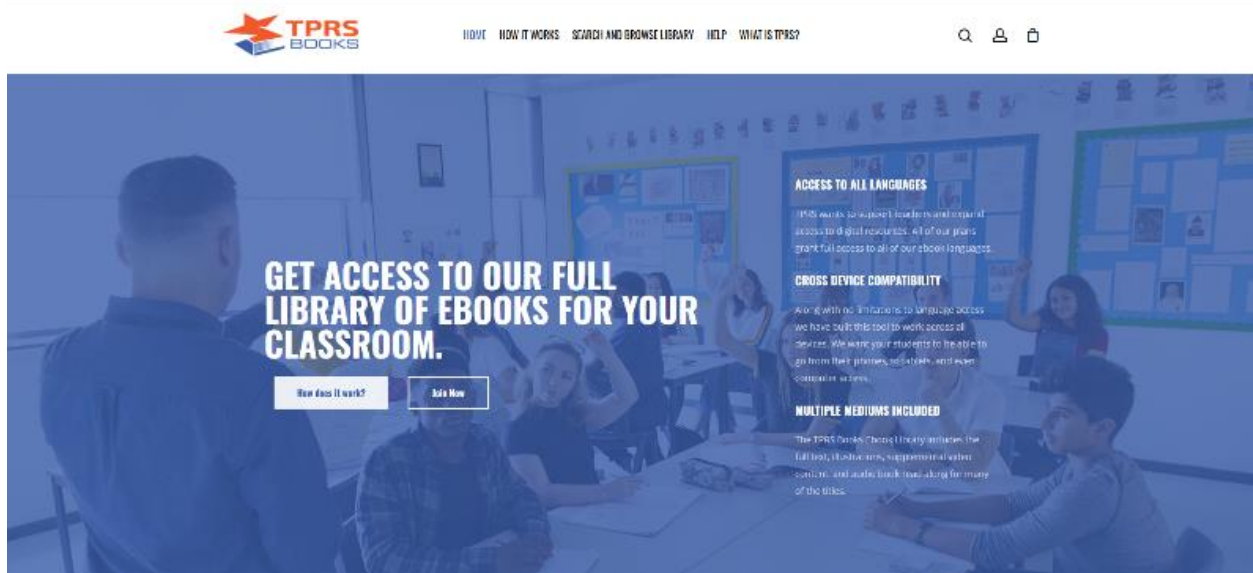 TPRS
BOOKS
HOME HOW IT WORKS SEARCH AND BROWSE LIBRARY HELP WHAT IS TPRS?
GET ACCESS TO OUR FULL
LIBRARY OF EBOOKS FOR YOUR
CLASSROOM.
How does it work? Join Now
ACCESS TO ALL LANGUAGES
TPRS wants to support teachers and expand
access to digital resources. All of our plans
grant full access to all of our ebook languages.
CROSS DEVICE COMPATIBILITY
Along with no limitations to language access
we have built this tool to work across all
devices. We want your students to be able to
go from their phones, to tablets, and even
computer access.
MULTIPLE MEDIUMS INCLUDED
The TPRS Books Ebook Library includes the
full text, illustrations, supplemental video
content, and audio book read-along for many
of the titles.